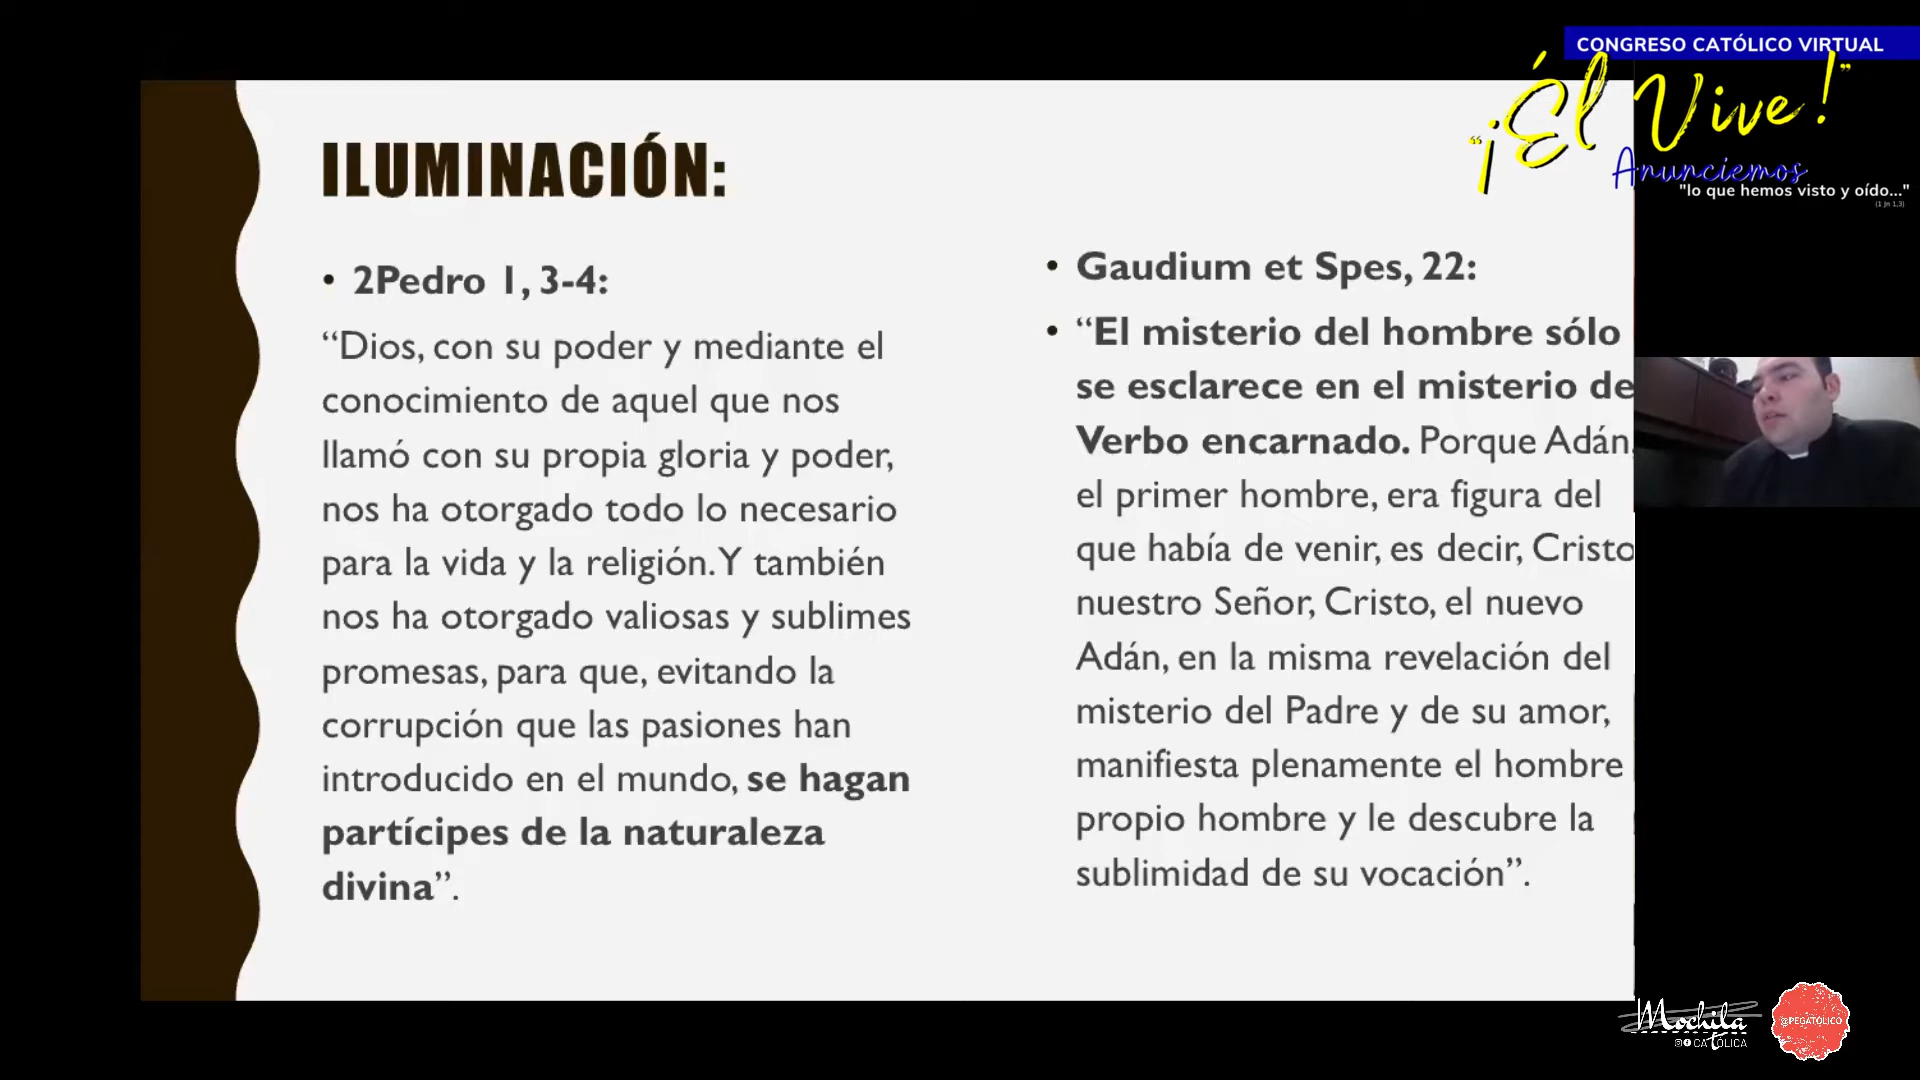 CONGRESO CATÓLICO VIRTUAL
“¡Él Vive!”
Anunciemos
"lo que hemos visto y oído..."
(1 Jn 1,3)
ILUMINACIÓN:
• 2Pedro 1, 3-4:
“Dios, con su poder y mediante el
conocimiento de aquel que nos
llamó con su propia gloria y poder,
nos ha otorgado todo lo necesario
para la vida y la religión. Y también
nos ha otorgado valiosas y sublimes
promesas, para que, evitando la
corrupción que las pasiones han
introducido en el mundo, se hagan
partícipes de la naturaleza
divina”.
• Gaudium et Spes, 22:
• “El misterio del hombre sólo
se esclarece en el misterio de
Verbo encarnado. Porque Adán,
el primer hombre, era figura del
que había de venir, es decir, Cristo
nuestro Señor, Cristo, el nuevo
Adán, en la misma revelación del
misterio del Padre y de su amor,
manifiesta plenamente el hombre
propio hombre y le descubre la
sublimidad de su vocación”.
Mochila
CATÓLICA
@PEGATOLICO